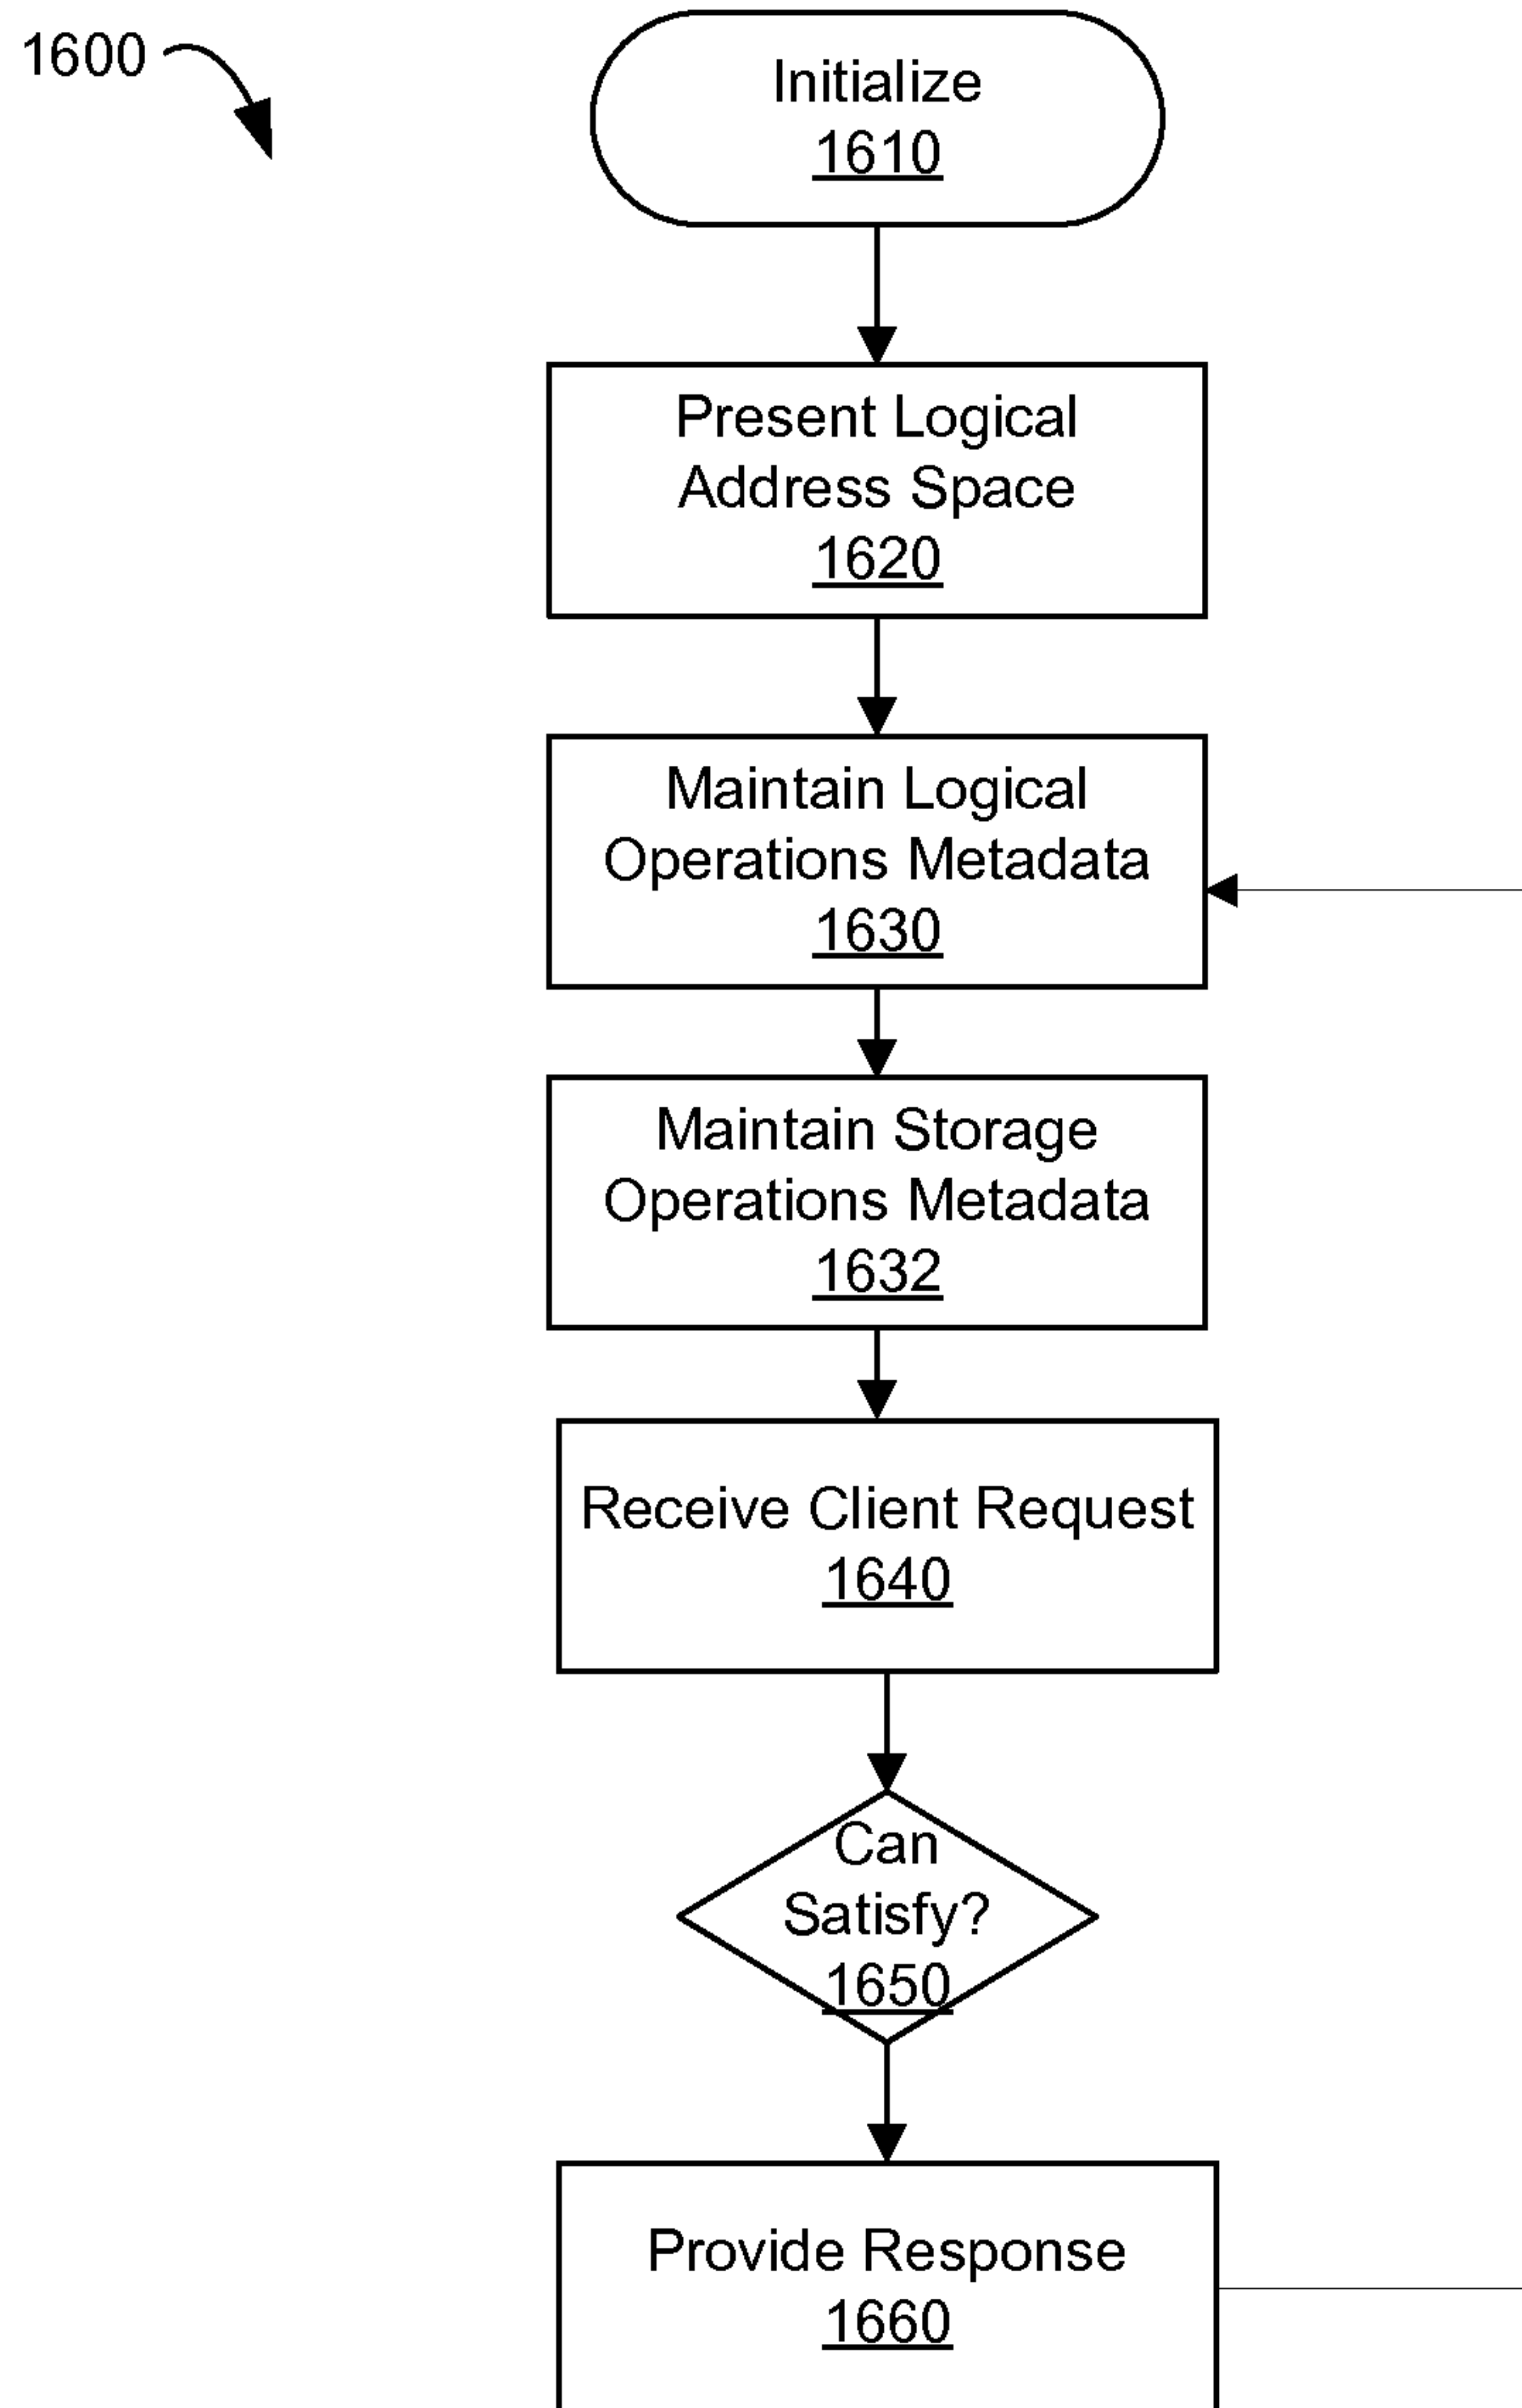 1600
Initialize
1610
Present Logical
Address Space
1620
Maintain Logical
Operations Metadata
1630
Maintain Storage
Operations Metadata
1632
Receive Client Request
1640
Can
Satisfy?
1650
Provide Response
1660